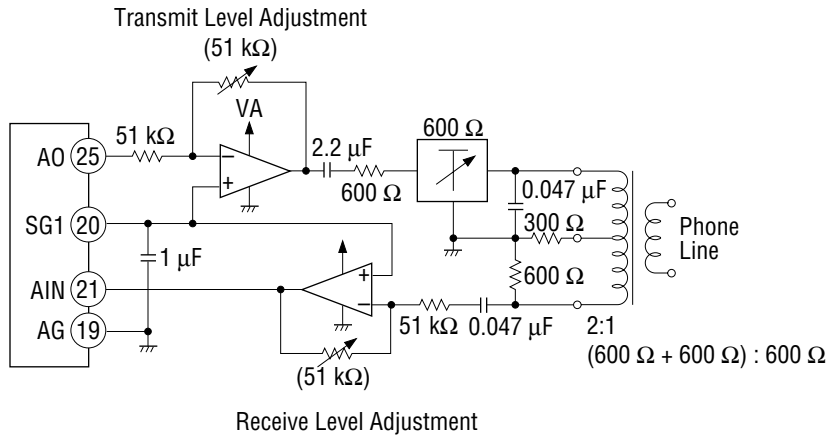 Transmit Level Adjustment
(51 kΩ)
VA
51 kΩ
AO 25
−
+
2.2 μF
600 Ω
600 Ω
0.047 μF
300 Ω
600 Ω
SG1 20
1 μF
AIN 21
+
−
51 kΩ
0.047 μF
AG 19
(51 kΩ)
Phone
Line
2:1
(600 Ω + 600 Ω) : 600 Ω
Receive Level Adjustment